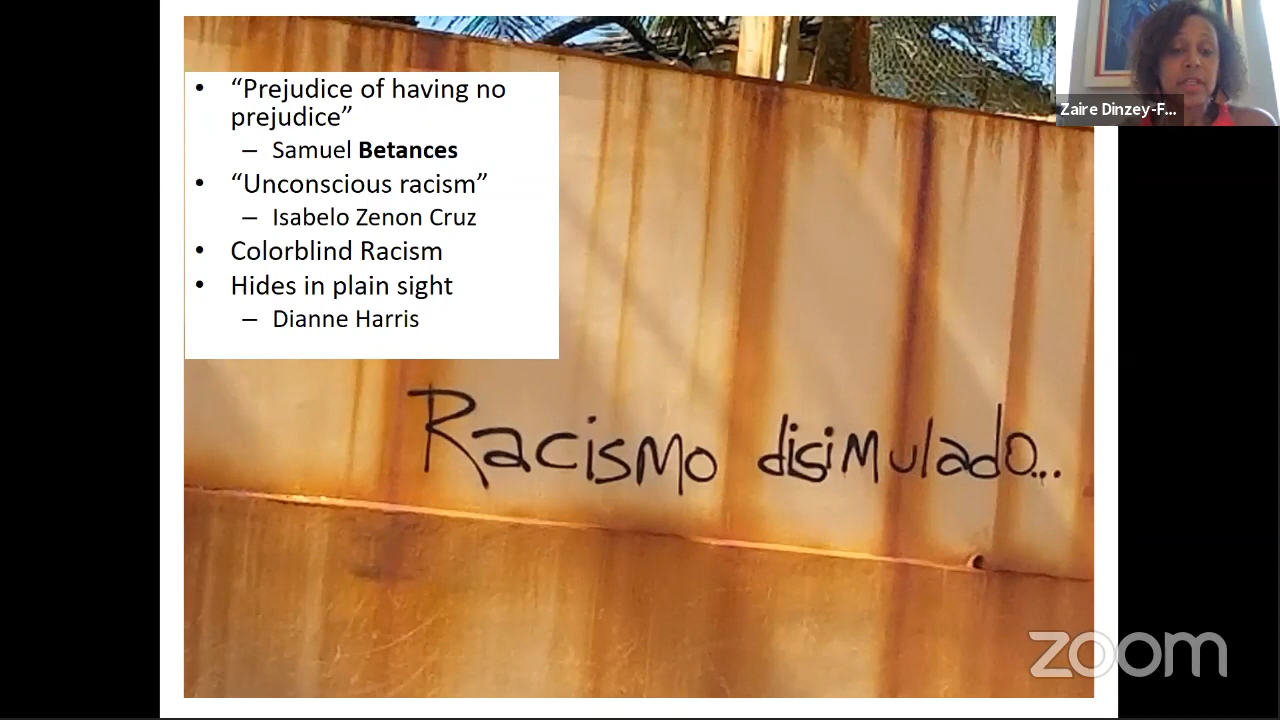 • “Prejudice of having no
prejudice”
– Samuel Betances
• “Unconscious racism”
– Isabelo Zenon Cruz
• Colorblind Racism
• Hides in plain sight
– Dianne Harris
Zaire Dinzey-F...
Racismo disimulado...
zoom